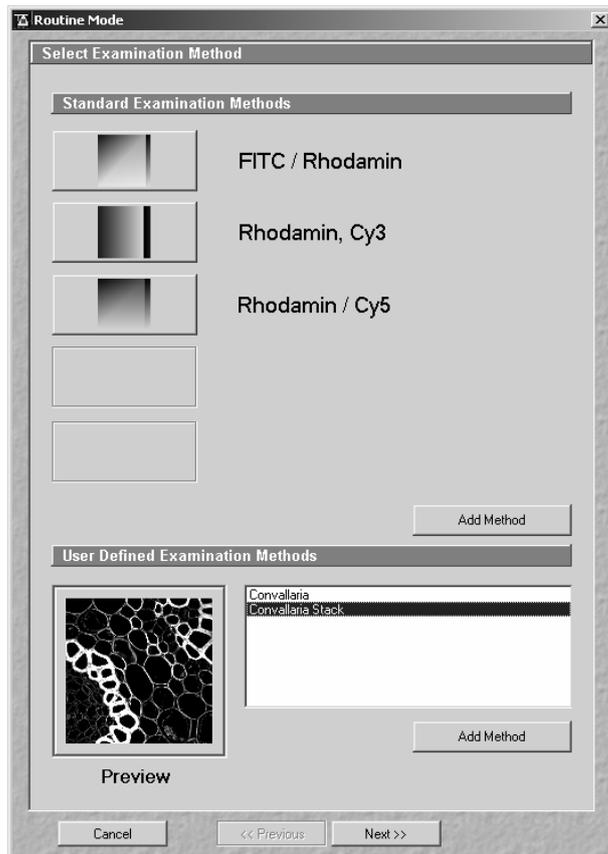 Routine Mode
Select Examination Method
Standard Examination Methods
FITC / Rhodamin
Rhodamin, Cy3
Rhodamin / Cy5
Add Method
User Defined Examination Methods
Convallaria
Convallaria Stack
Add Method
Preview
Cancel
<< Previous
Next >>